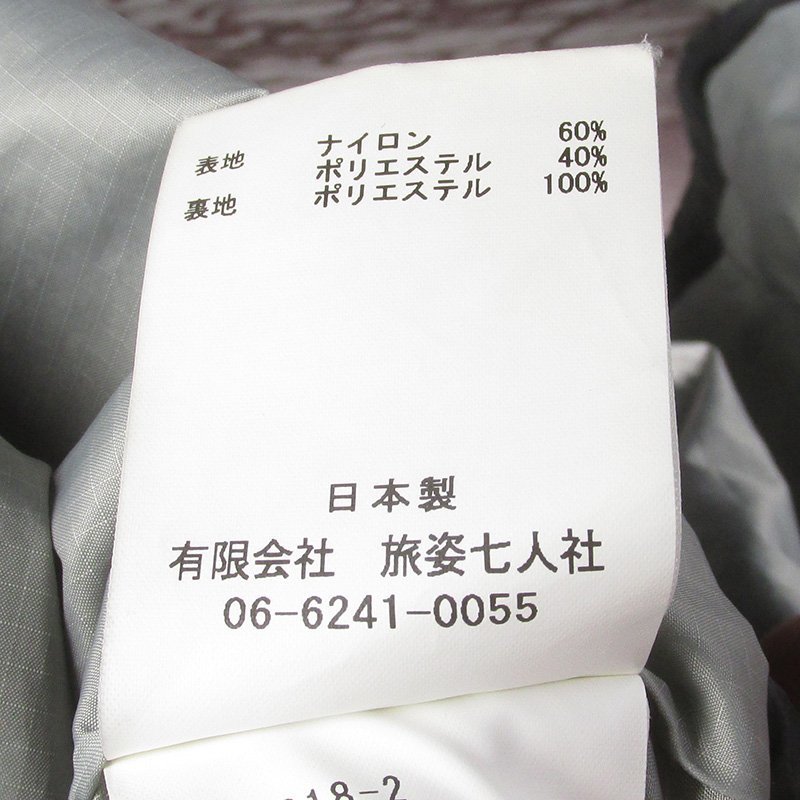 表地 ナイロン 60%
ポリエステル 40%
裏地 ポリエステル 100%
日本製
有限会社 旅姿七人社
06-6241-0055
18-2